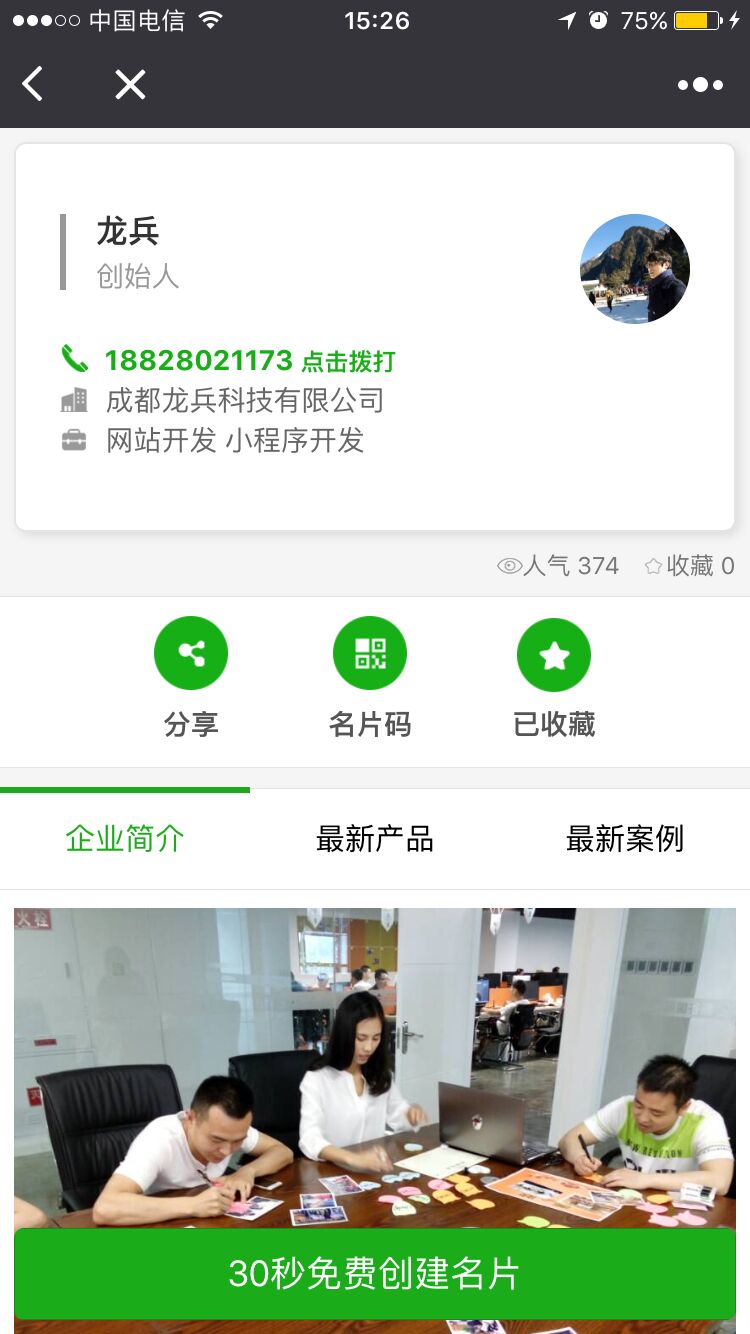 中国电信 15:26 75%
龙兵
创始人
18828021173 点击拨打
成都龙兵科技有限公司
网站开发 小程序开发
人气 374 收藏 0
分享 名片码 已收藏
企业简介 最新产品 最新案例
火栓
30秒免费创建名片